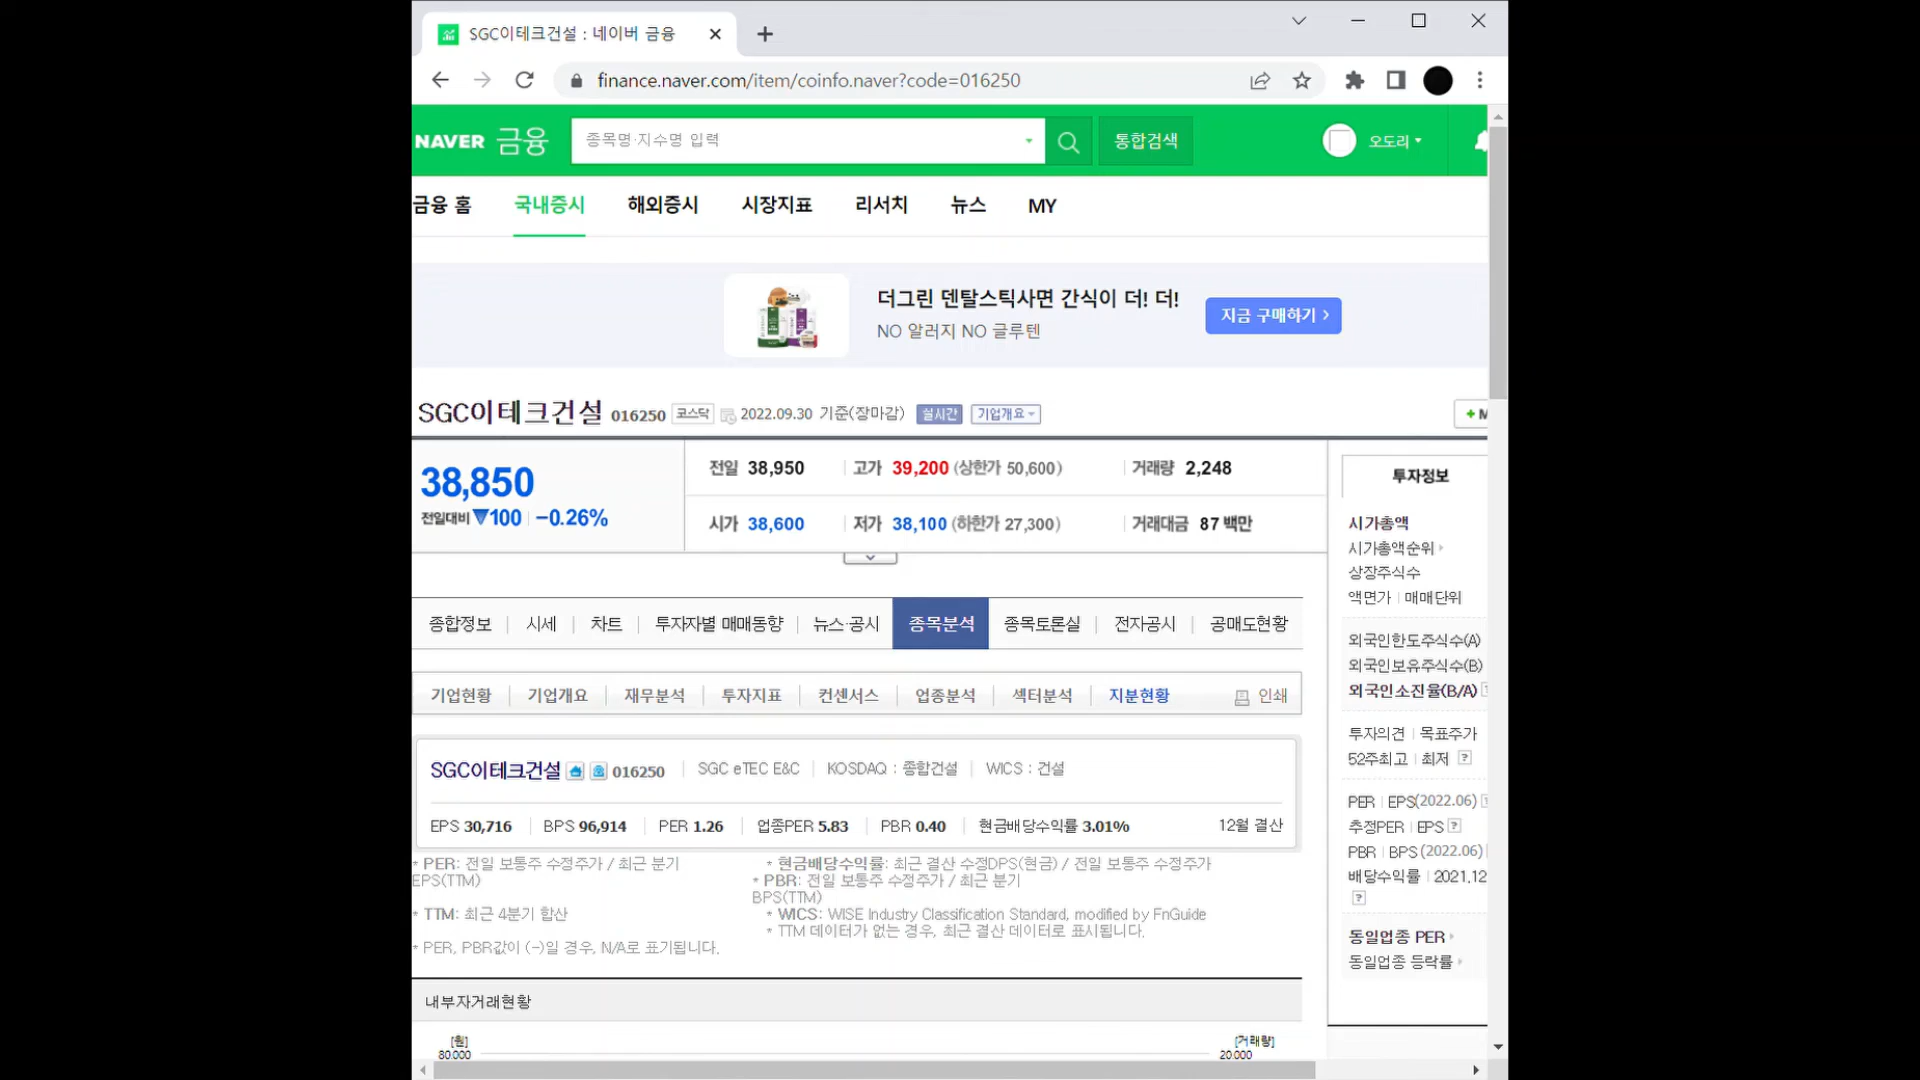 SGC이테크건설 : 네이버 금융
finance.naver.com/item/coinfo.naver?code=016250
NAVER 금융 종목명·지수명 입력 통합검색 오도리
금융 홈 국내증시 해외증시 시장지표 리서치 뉴스 MY
더그린 덴탈스틱사면 간식이 더! 더!
NO 알러지 NO 글루텐
지금 구매하기
SGC이테크건설 016250 코스닥 2022.09.30 기준(장마감) 실시간 기업개요
38,850
전일대비 ▼100 -0.26%
전일 38,950 고가 39,200 (상한가 50,600) 거래량 2,248
시가 38,600 저가 38,100 (하한가 27,300) 거래대금 87 백만
종합정보 시세 차트 투자자별 매매동향 뉴스·공시 종목분석 종목토론실 전자공시 공매도현황
기업현황 기업개요 재무분석 투자지표 컨센서스 업종분석 섹터분석 지분현황 인쇄
SGC이테크건설 016250 SGC eTEC E&C KOSDAQ : 종합건설 WICS : 건설
EPS 30,716 BPS 96,914 PER 1.26 업종PER 5.83 PBR 0.40 현금배당수익률 3.01% 12월 결산
* PER: 전일 보통주 수정주가 / 최근 분기
EPS(TTM)
* TTM: 최근 4분기 합산
* PER, PBR값이 (-)일 경우, N/A로 표기됩니다.
* 현금배당수익률: 최근 결산 수정DPS(현금) / 전일 보통주 수정주가
* PBR: 전일 보통주 수정주가 / 최근 분기
BPS(TTM)
* WICS: WISE Industry Classification Standard, modified by FnGuide
* TTM 데이터가 없는 경우, 최근 결산 데이터로 표시됩니다.
내부자거래현황
[원] [거래량]
80,000 20,000
+ M
투자정보
시가총액
시가총액순위
상장주식수
액면가 매매단위
외국인한도주식수(A)
외국인보유주식수(B)
외국인소진율(B/A)
투자의견 목표주가
52주최고 최저 ?
PER EPS(2022.06)
추정PER EPS ?
PBR BPS (2022.06)
배당수익률 2021.12
?
동일업종 PER
동일업종 등락률